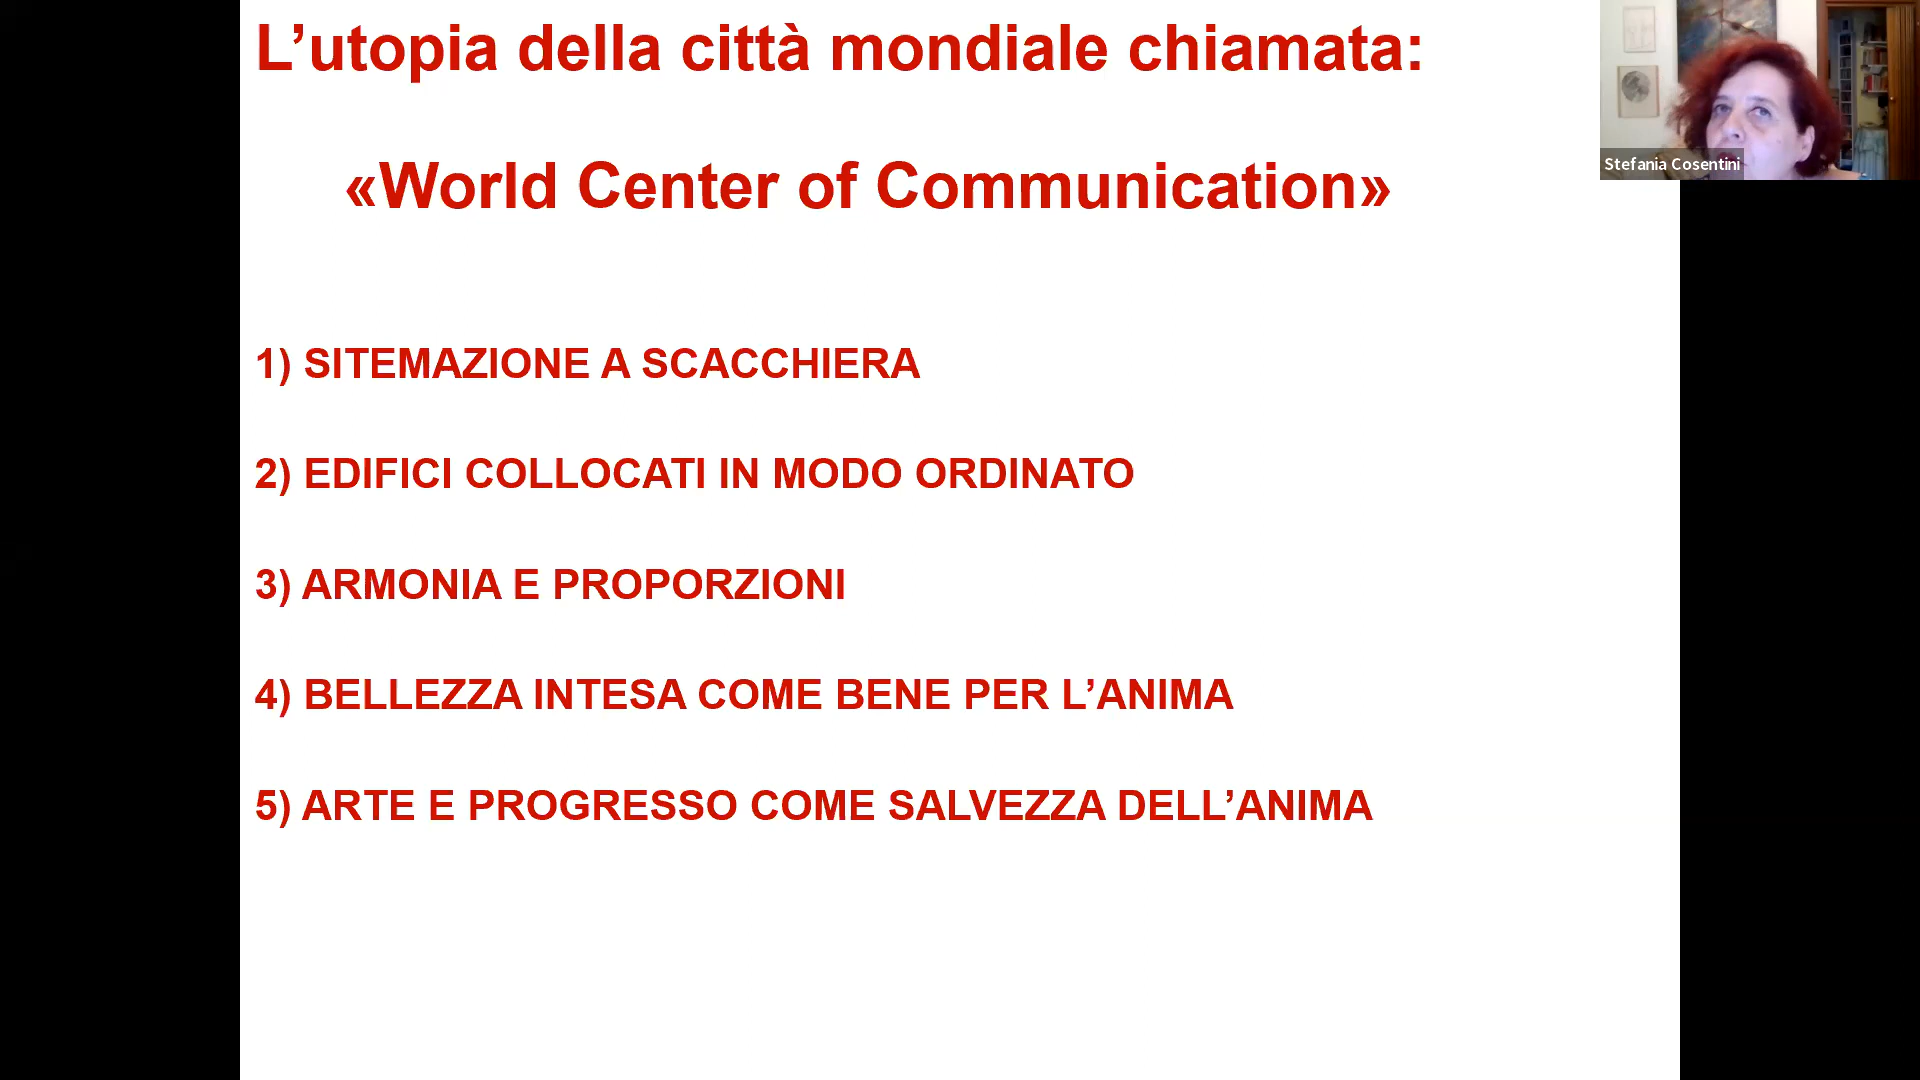 L’utopia della città mondiale chiamata:
«World Center of Communication»
1) SITEMAZIONE A SCACCHIERA
2) EDIFICI COLLOCATI IN MODO ORDINATO
3) ARMONIA E PROPORZIONI
4) BELLEZZA INTESA COME BENE PER L’ANIMA
5) ARTE E PROGRESSO COME SALVEZZA DELL’ANIMA
Stefania Cosentini